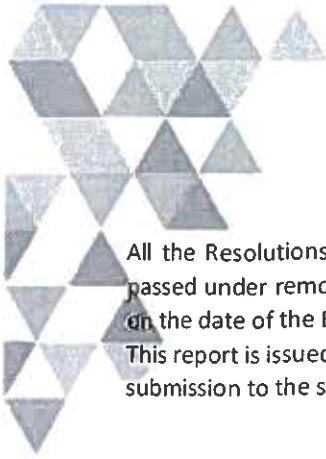 All the Resolutions
passed under remo
on the date of the E
This report is issued
submission to the s